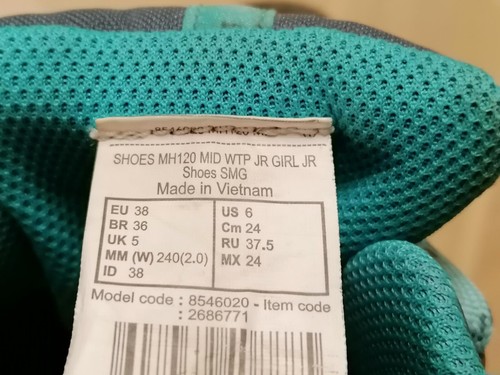 SHOES MH120 MID WTP JR GIRL JR
Shoes SMG
Made in Vietnam
EU 38
BR 36
UK 5
MM (W) 240(2.0)
ID 38
US 6
Cm 24
RU 37.5
MX 24
Model code : 8546020 - Item code
: 2686771